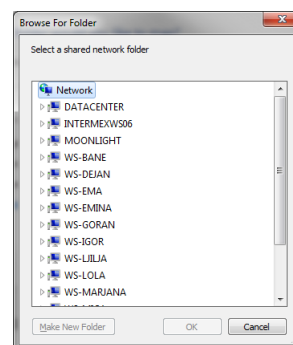 Browse For Folder
Select a shared network folder
Network
DATACENTER
INTERMEXWS06
MOONLIGHT
WS-BANE
WS-DEJAN
WS-EMA
WS-EMINA
WS-GORAN
WS-IGOR
WS-LJILJA
WS-LOLA
WS-MARJANA
Make New Folder
OK
Cancel